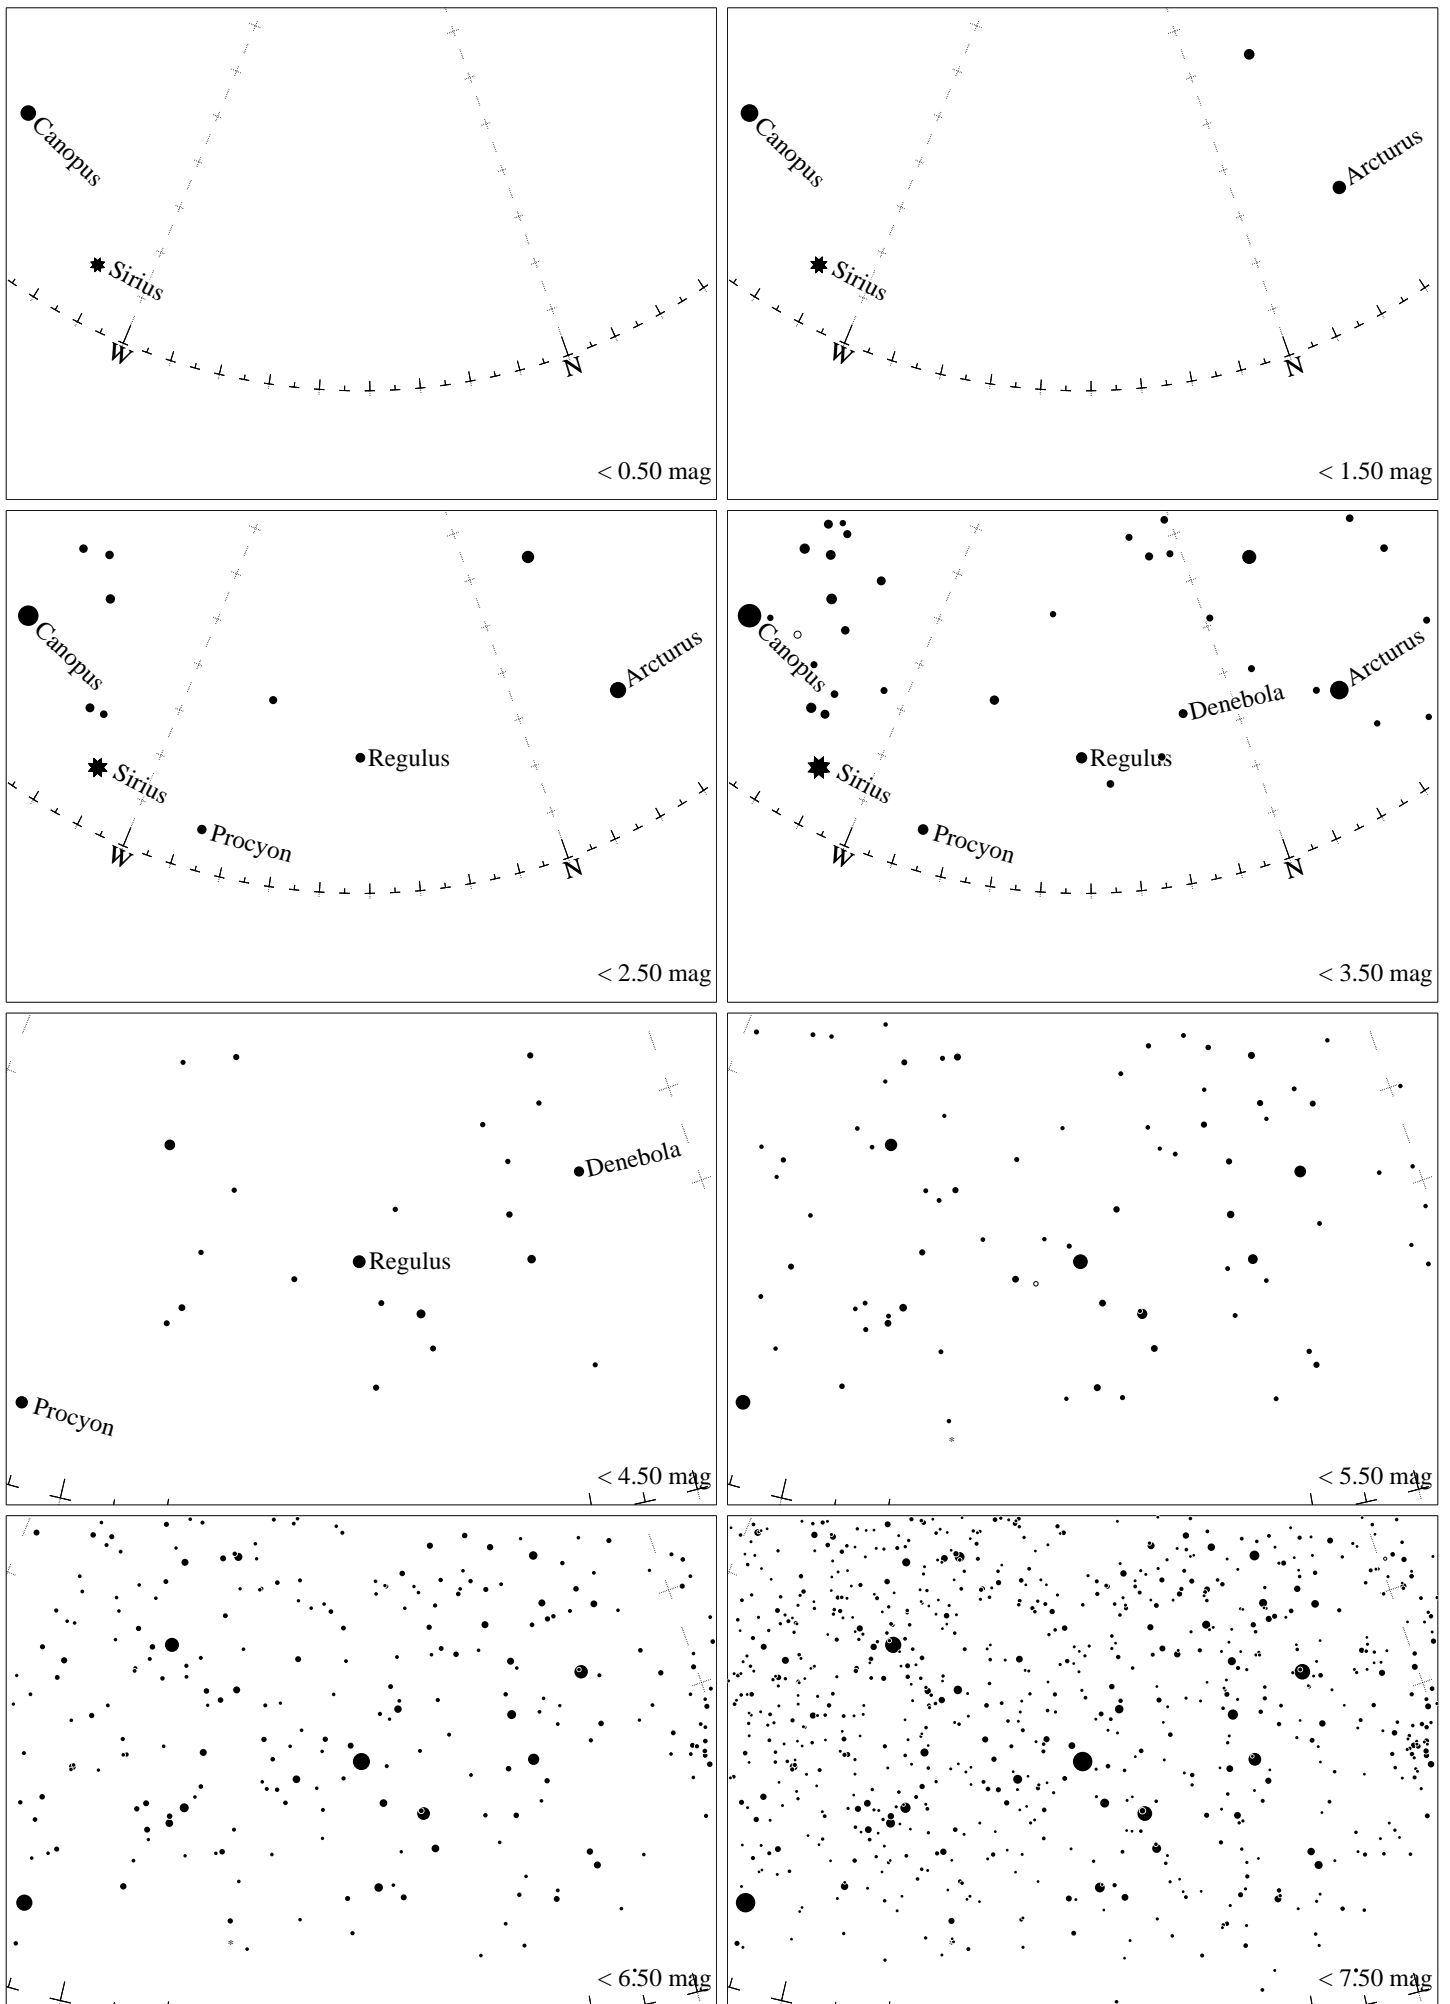 Canopus
Sirius
W
N
< 0.50 mag
Canopus
Arcturus
Sirius
W
N
< 1.50 mag
Canopus
Arcturus
Regulus
Sirius
Procyon
W
N
< 2.50 mag
Canopus
Arcturus
Denebola
Regulus
Sirius
Procyon
W
N
< 3.50 mag
Denebola
Regulus
Procyon
< 4.50 mag
< 5.50 mag
< 6.50 mag
< 7.50 mag